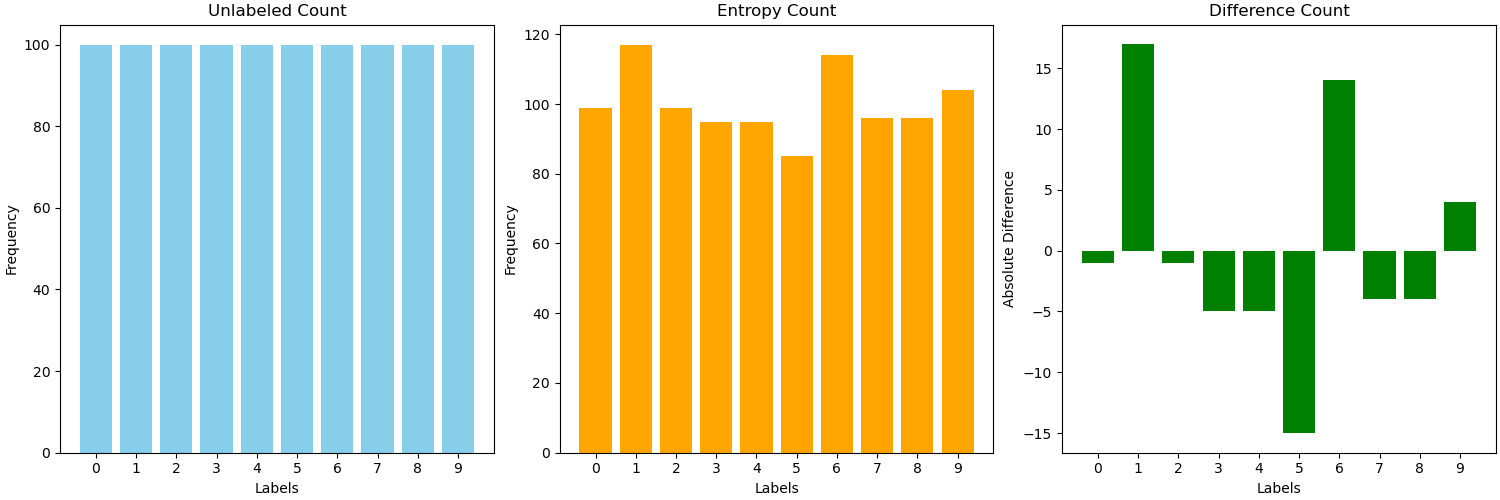 Unlabeled Count
Frequency
100
80
60
40
20
0
0 1 2 3 4 5 6 7 8 9
Labels
Entropy Count
Frequency
120
100
80
60
40
20
0
0 1 2 3 4 5 6 7 8 9
Labels
Difference Count
Absolute Difference
15
10
5
0
−5
−10
−15
0 1 2 3 4 5 6 7 8 9
Labels